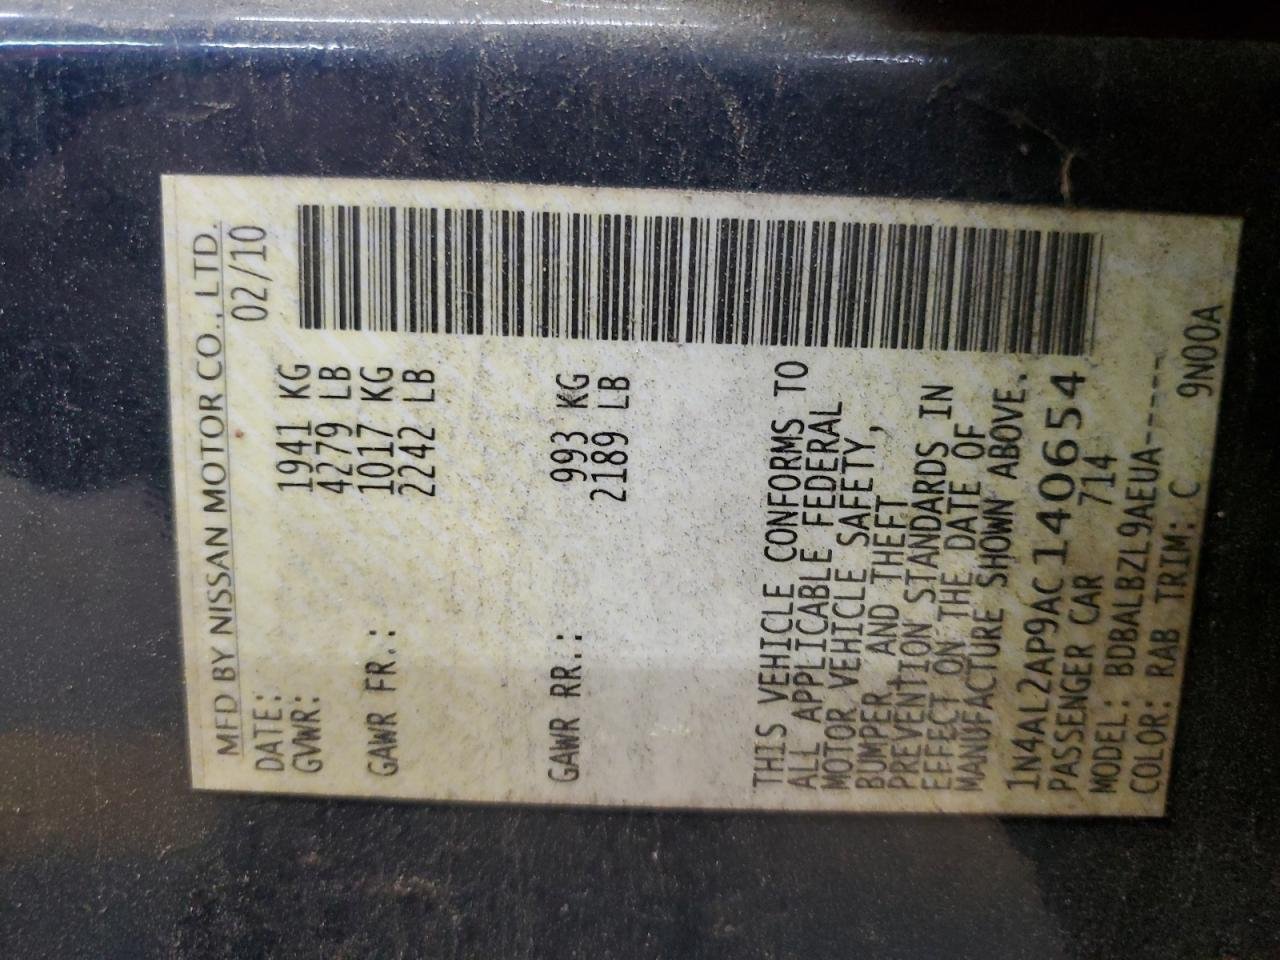 MFD BY NISSAN MOTOR CO., LTD.
DATE: 02/10
GVWR: 1941 KG
4279 LB
GAWR FR.: 1017 KG
2242 LB
GAWR RR.: 993 KG
2189 LB
THIS VEHICLE CONFORMS TO
ALL APPLICABLE FEDERAL
MOTOR VEHICLE SAFETY,
BUMPER, AND THEFT
PREVENTION STANDARDS IN
EFFECT ON THE DATE OF
MANUFACTURE SHOWN ABOVE.
1N4AL2AP9AC140654
PASSENGER CAR 714
MODEL: BDBALBZL9AEUA-----
COLOR: RAB TRIM: C 9N00A